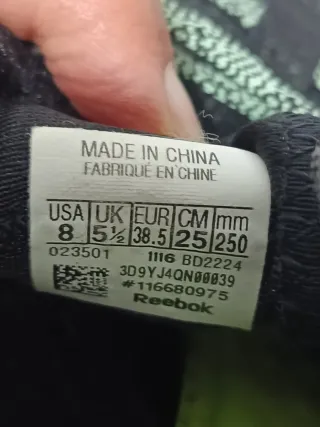 MADE IN CHINA
FABRIQUÉ EN CHINE
USA UK EUR CM mm
8 5½ 38.5 25 250
023501 1116 BD2224
3D9YJ4QN00039
#116680975
Reebok